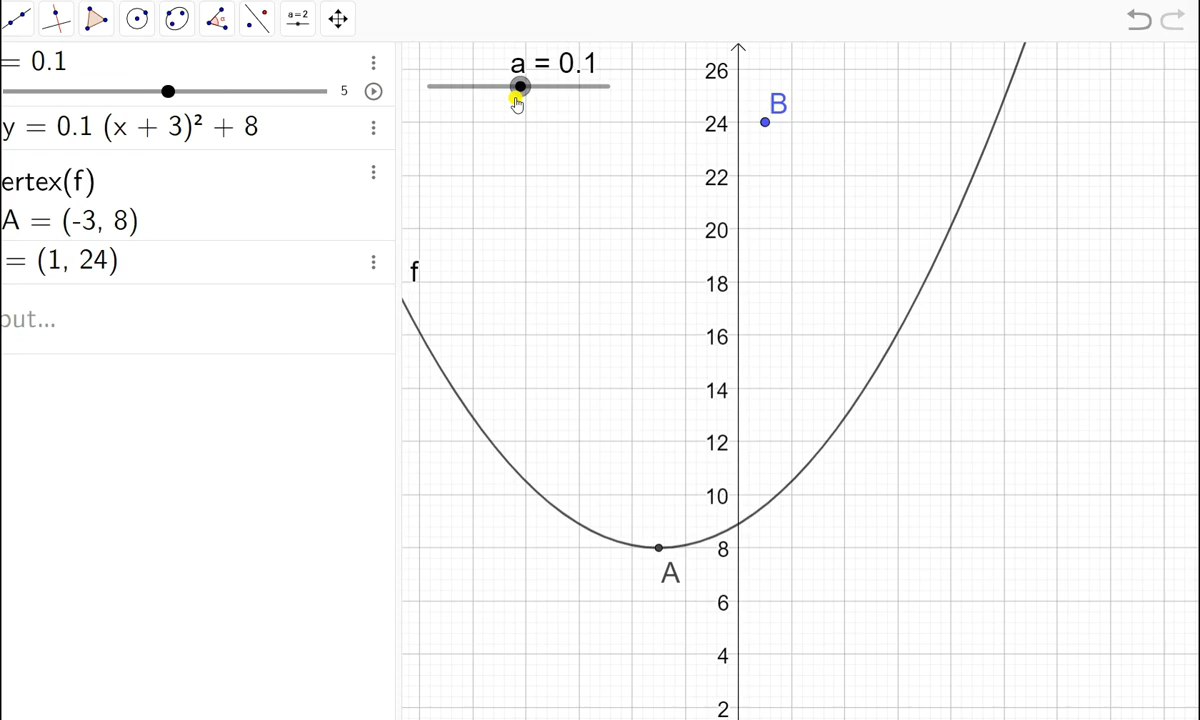 a=2
= 0.1
5
y = 0.1 (x + 3)² + 8
ertex(f)
A = (-3, 8)
= (1, 24)
out...
a = 0.1
B
f
A
26
24
22
20
18
16
14
12
10
8
6
4
2